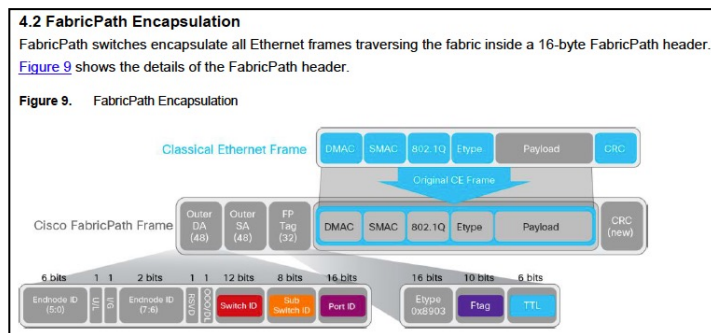 4.2 FabricPath Encapsulation
FabricPath switches encapsulate all Ethernet frames traversing the fabric inside a 16-byte FabricPath header.
Figure 9 shows the details of the FabricPath header.
Figure 9. FabricPath Encapsulation
Classical Ethernet Frame DMAC SMAC 802.1Q Etype Payload CRC
Original CE Frame
Cisco FabricPath Frame Outer DA (48) Outer SA (48) FP Tag (32) DMAC SMAC 802.1Q Etype Payload CRC (new)
6 bits 1 1 2 bits 1 1 12 bits 8 bits 16 bits 16 bits 10 bits 6 bits
Endnode ID (5:0) U/L I/G Endnode ID (7:6) RSVD OOO/DL Switch ID Sub Switch ID Port ID Etype 0x8903 Ftag TTL